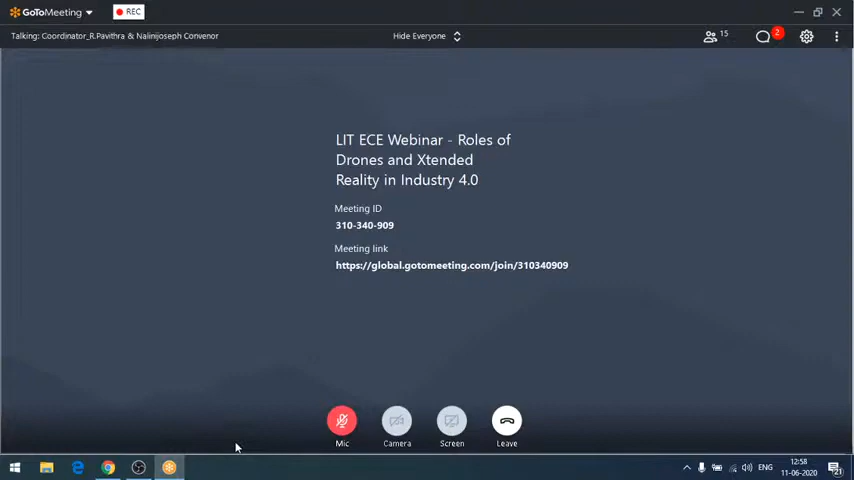 GoToMeeting
REC
Talking: Coordinator_R.Pavithra & Nalinijoseph Convenor
Hide Everyone
15
2
LIT ECE Webinar - Roles of
Drones and Xtended
Reality in Industry 4.0
Meeting ID
310-340-909
Meeting link
https://global.gotomeeting.com/join/310340909
Mic
Camera
Screen
Leave
ENG
12:58
11-06-2020
21